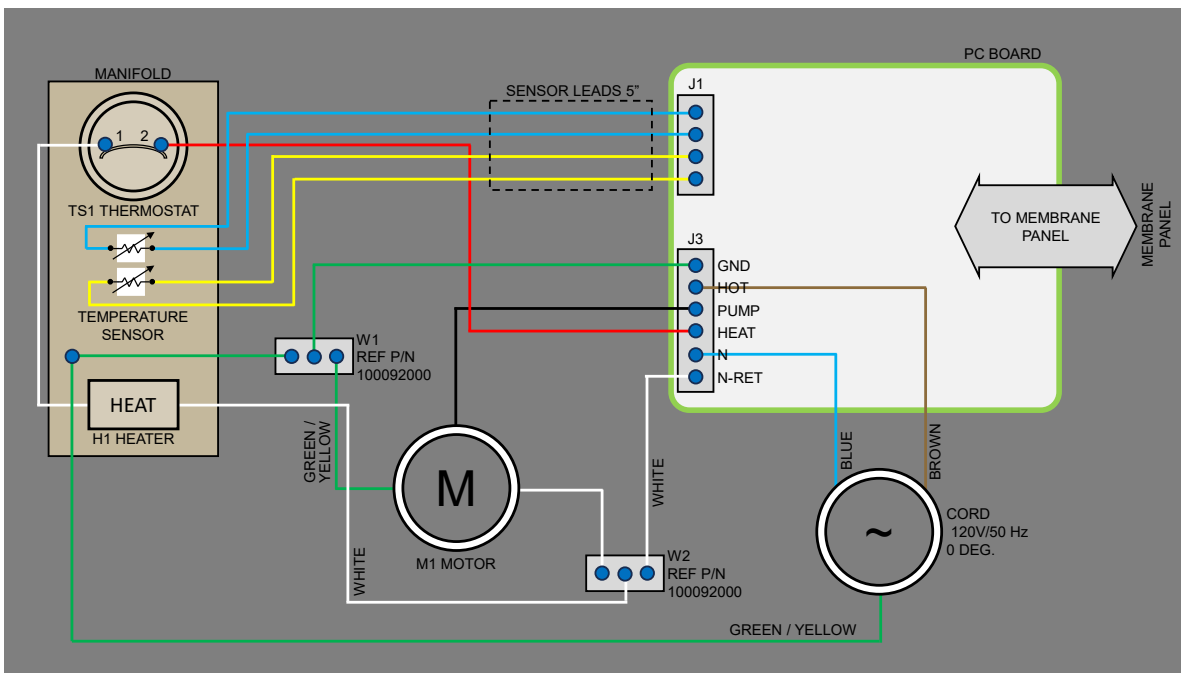 PC BOARD
MANIFOLD
SENSOR LEADS 5”
J1
1 2
TS1 THERMOSTAT
TO MEMBRANE
PANEL
MEMBRANE
PANEL
J3
GND
HOT
PUMP
HEAT
N
N-RET
TEMPERATURE
SENSOR
W1
REF P/N
100092000
HEAT
H1 HEATER
GREEN /
YELLOW
WHITE
M
M1 MOTOR
WHITE
BLUE
BROWN
~
CORD
120V/50 Hz
0 DEG.
W2
REF P/N
100092000
GREEN / YELLOW